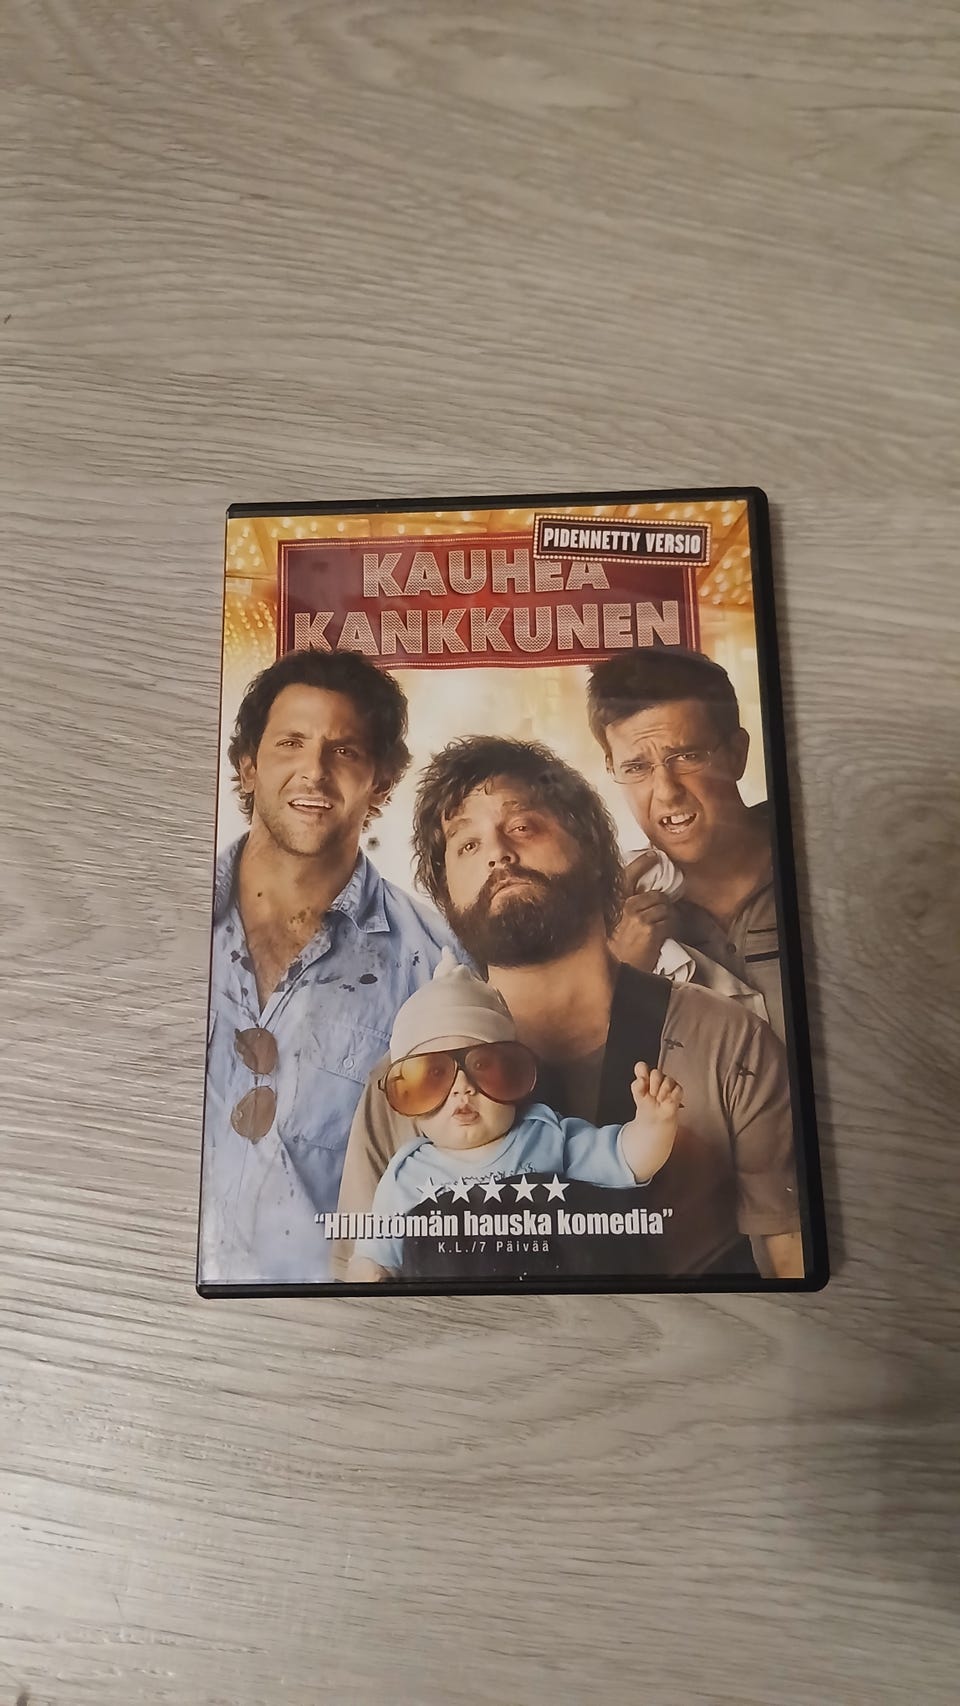 PIDENNETTY VERSIO
KAUHEA
KANKKUNEN
"Hillittömän hauska komedia"
K.L./7 Päivää